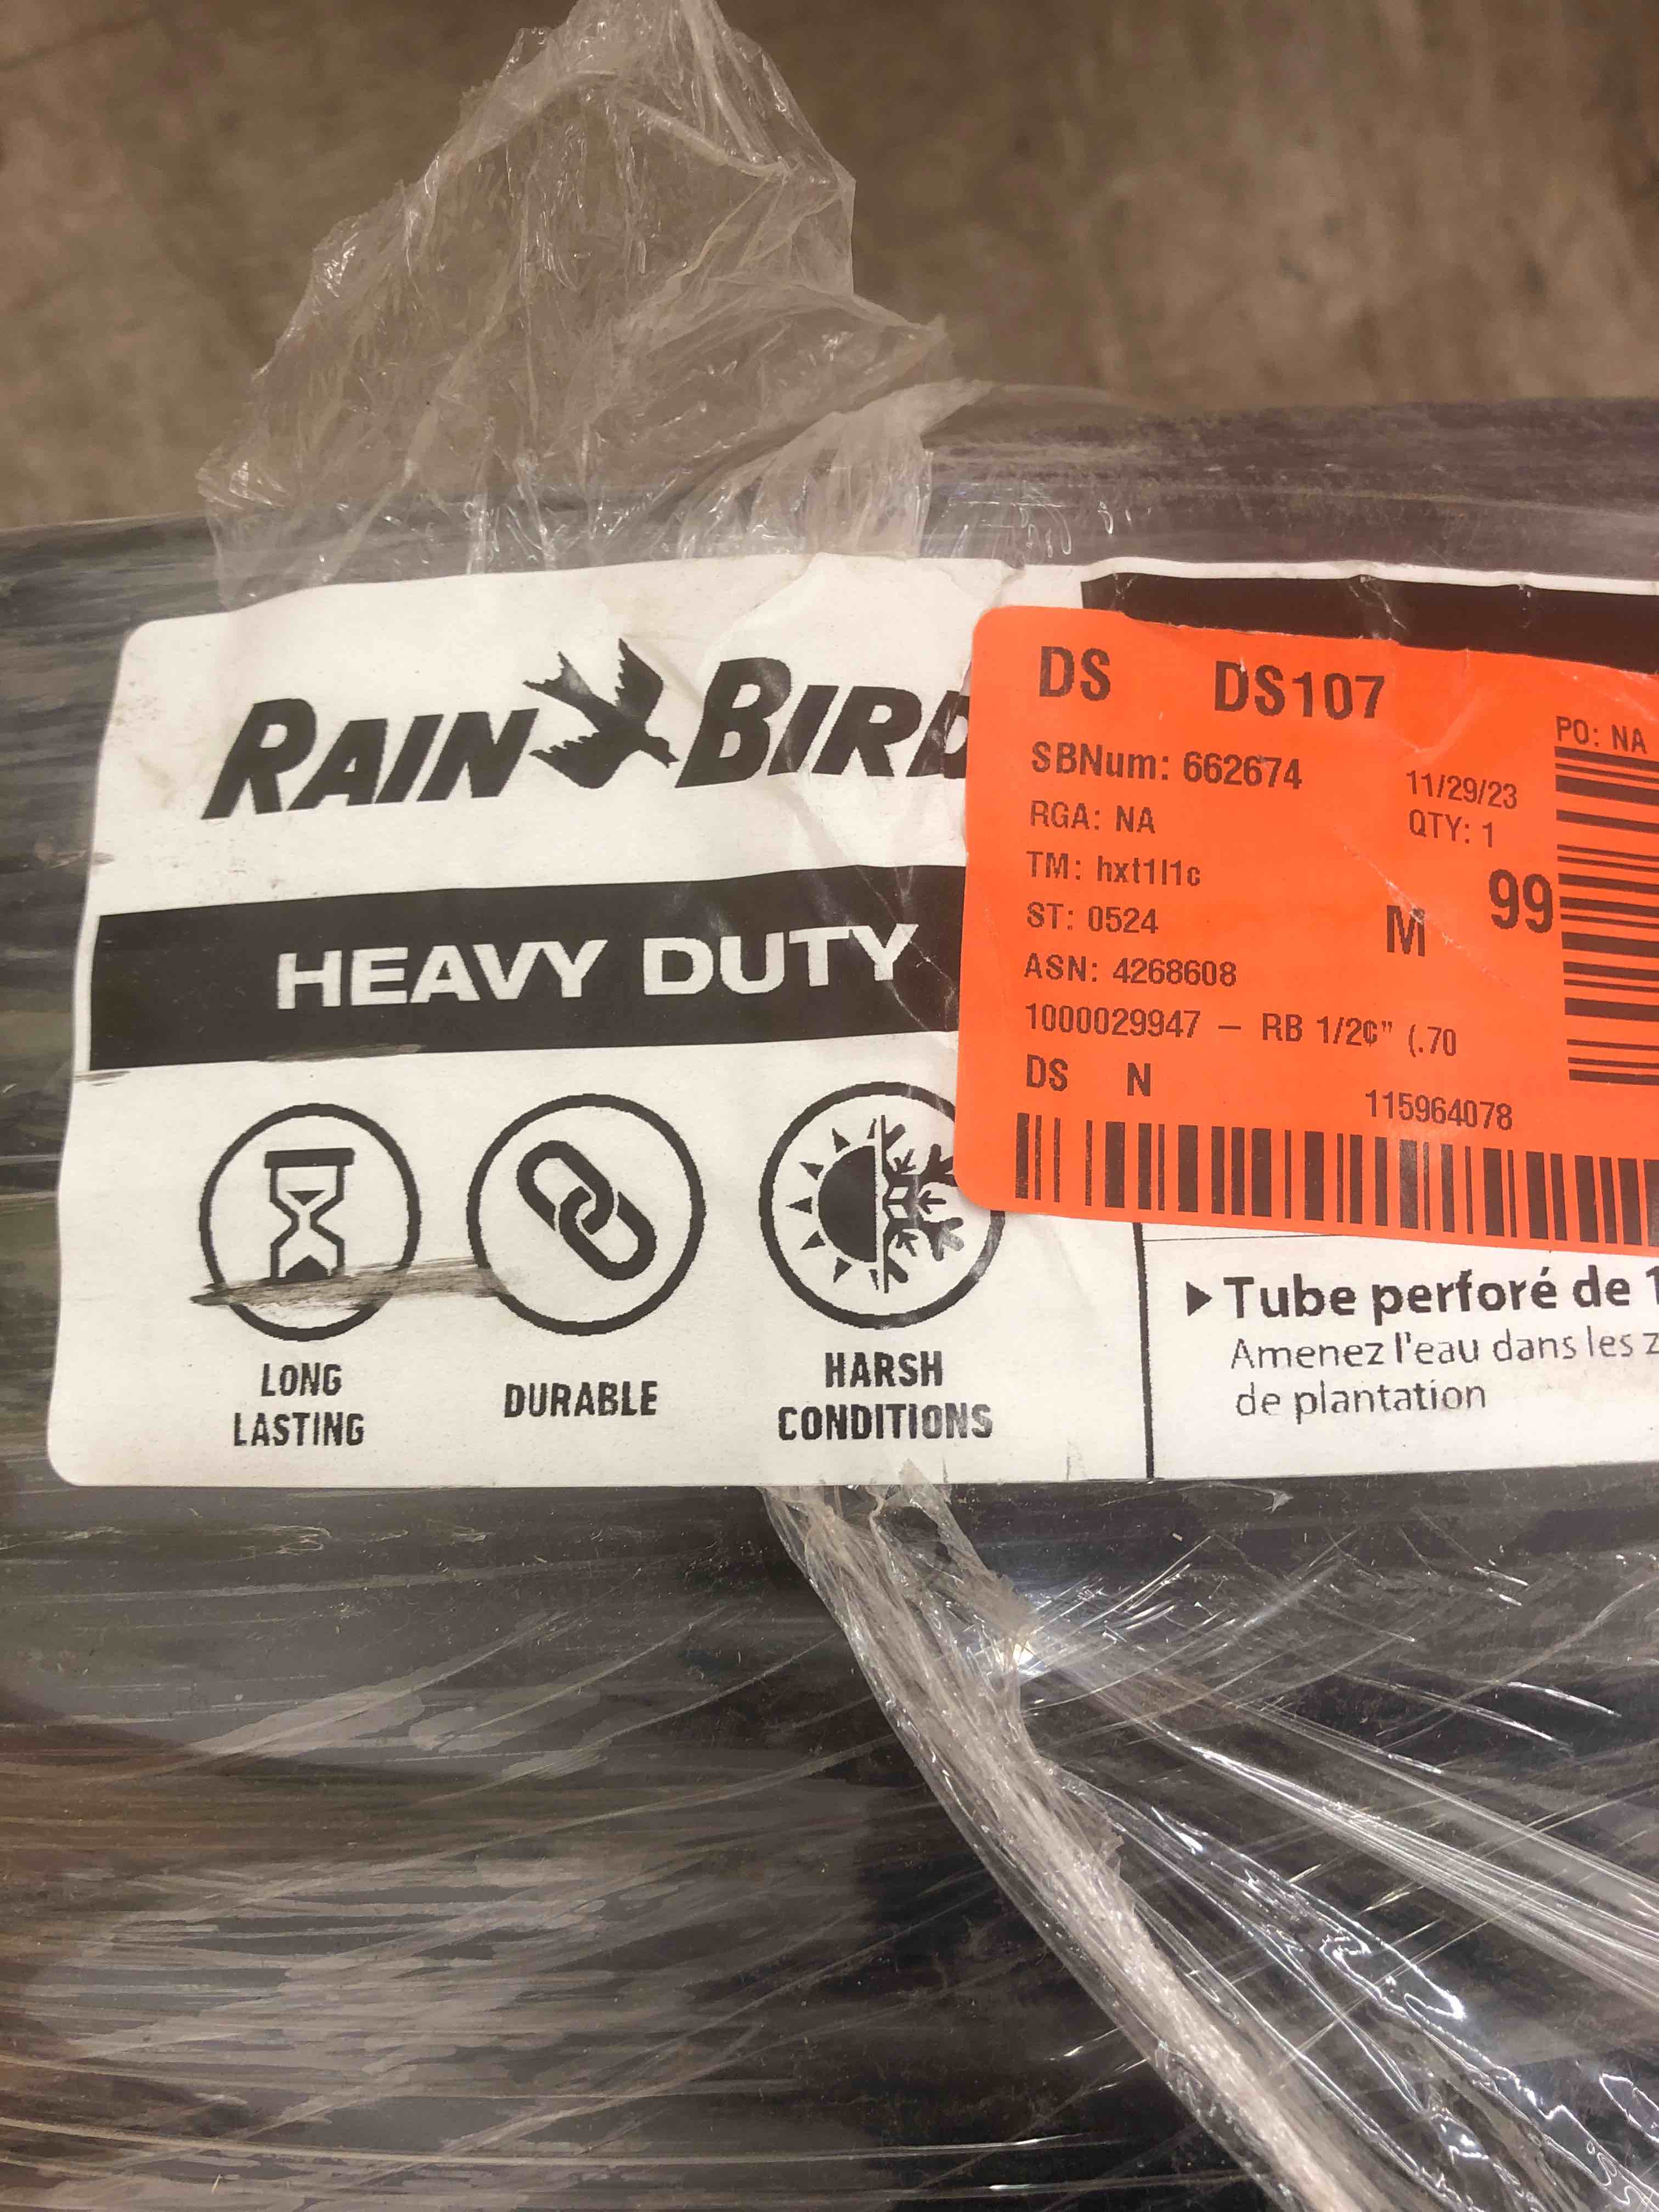 RAIN BIRD
HEAVY DUTY
LONG
LASTING
DURABLE
HARSH
CONDITIONS
DS DS107
PO: NA
SBNum: 662674 11/29/23
RGA: NA QTY: 1
TM: hxt1l1c
ST: 0524 M 99
ASN: 4268608
1000029947 – RB 1/2¢" (.70
DS N 115964078
▶ Tube perforé de 1
Amenez l'eau dans les z
de plantation